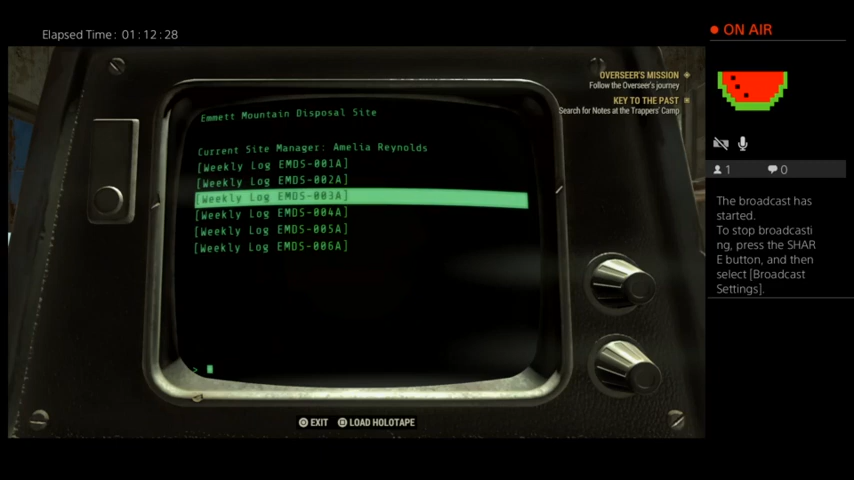 Elapsed Time: 01:12:28
ON AIR
OVERSEER'S MISSION
Follow the Overseer's journey
KEY TO THE PAST
Search for Notes at the Trappers' Camp
Emmett Mountain Disposal Site
Current Site Manager: Amelia Reynolds
[Weekly Log EMDS-001A]
[Weekly Log EMDS-002A]
[Weekly Log EMDS-003A]
[Weekly Log EMDS-004A]
[Weekly Log EMDS-005A]
[Weekly Log EMDS-006A]
>
EXIT LOAD HOLOTAPE
1 0
The broadcast has
started.
To stop broadcasti
ng, press the SHAR
E button, and then
select [Broadcast
Settings].